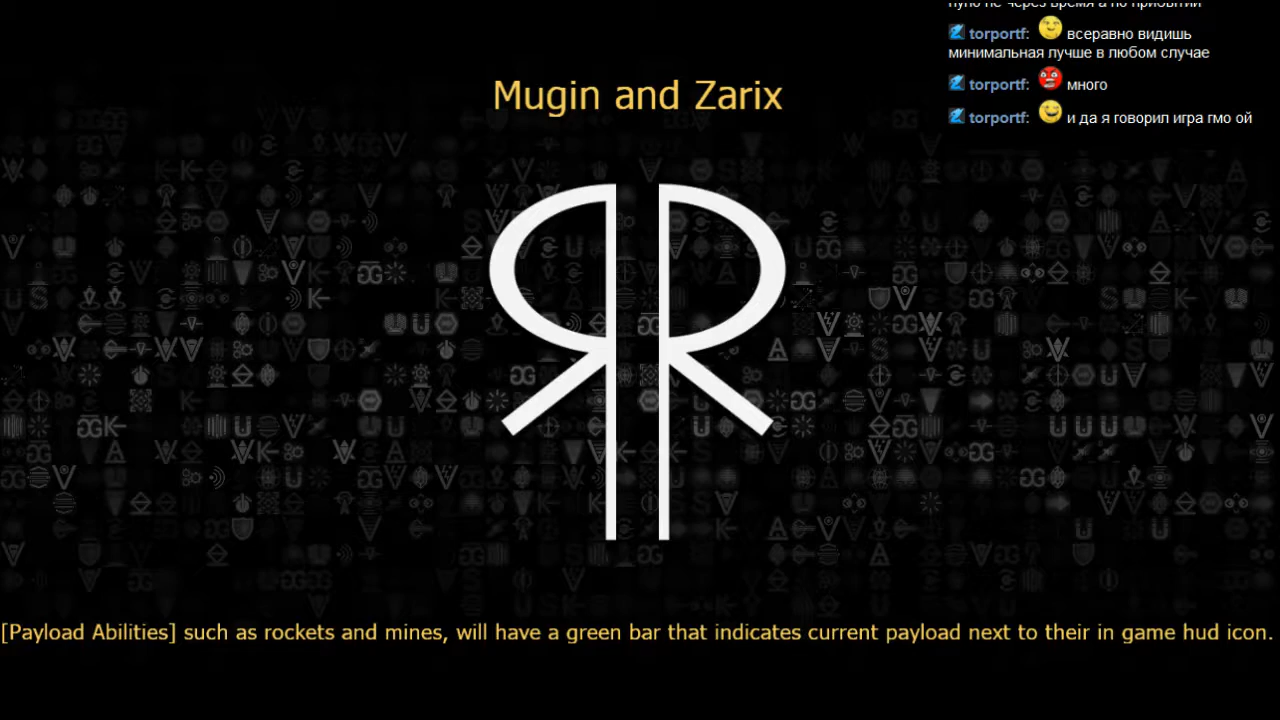 torportf: всеравно видишь
минимальная лучше в любом случае
torportf: много
torportf: и да я говорил игра гмо ой
Mugin and Zarix
[Payload Abilities] such as rockets and mines, will have a green bar that indicates current payload next to their in game hud icon.